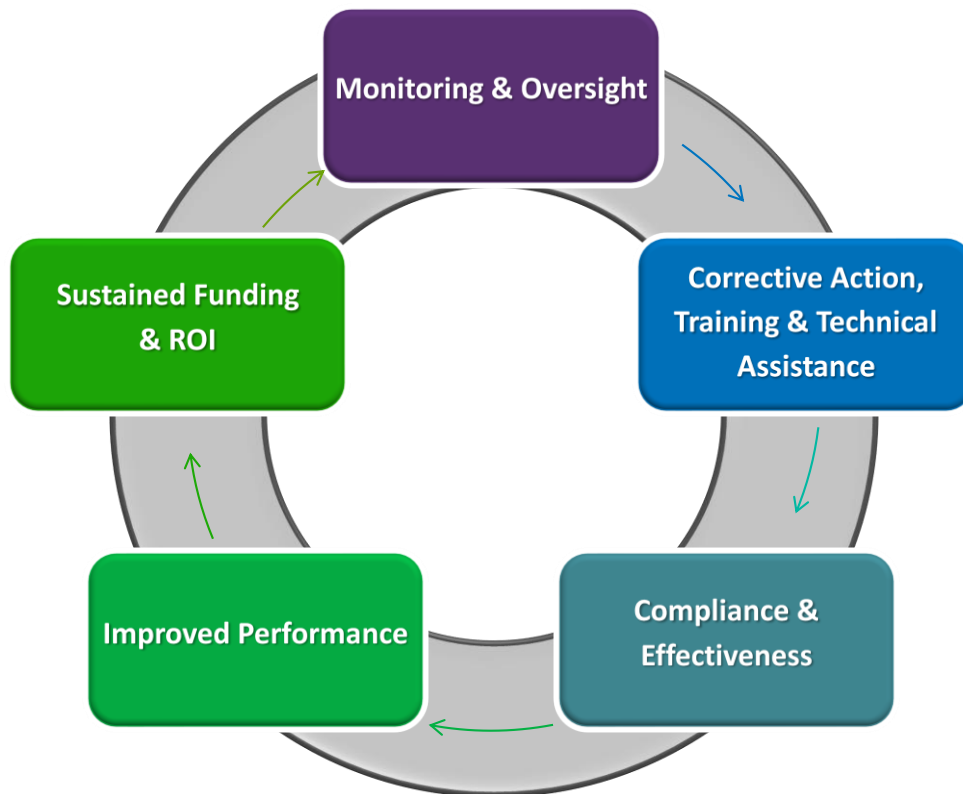 Monitoring & Oversight
Corrective Action,
Training & Technical
Assistance
Compliance &
Effectiveness
Improved Performance
Sustained Funding
& ROI